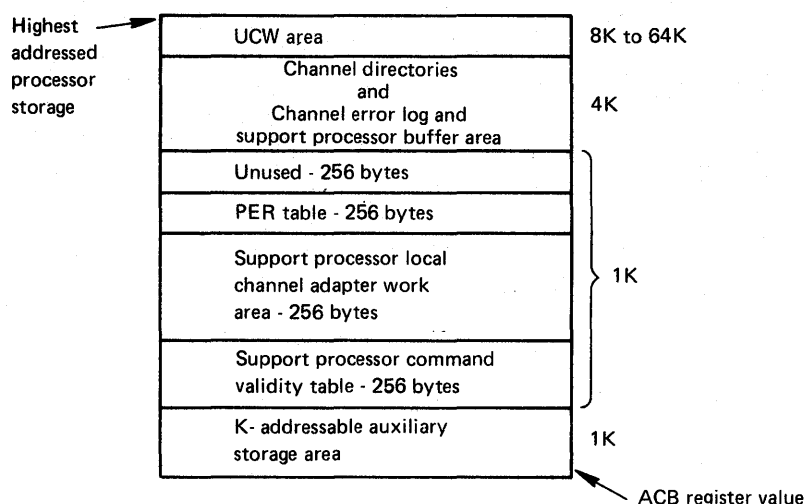 Highest
addressed
processor
storage
UCW area
8K to 64K
Channel directories
and
Channel error log and
support processor buffer area
4K
Unused - 256 bytes
PER table - 256 bytes
Support processor local
channel adapter work
area - 256 bytes
1K
Support processor command
validity table - 256 bytes
K- addressable auxiliary
storage area
1K
ACB register value